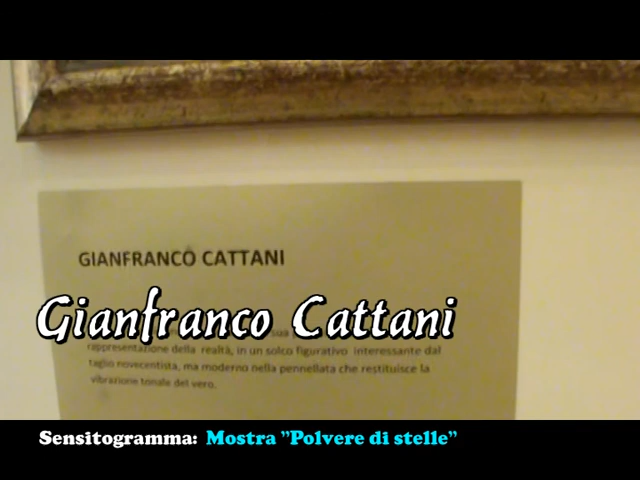 GIANFRANCO CATTANI
Gianfranco Cattani
sua
rappresentazione della realtà, in un solco figurativo interessante dal
taglio novecentista, ma moderno nella pennellata che restituisce la
vibrazione tonale del vero.
Sensitogramma: Mostra "Polvere di stelle"